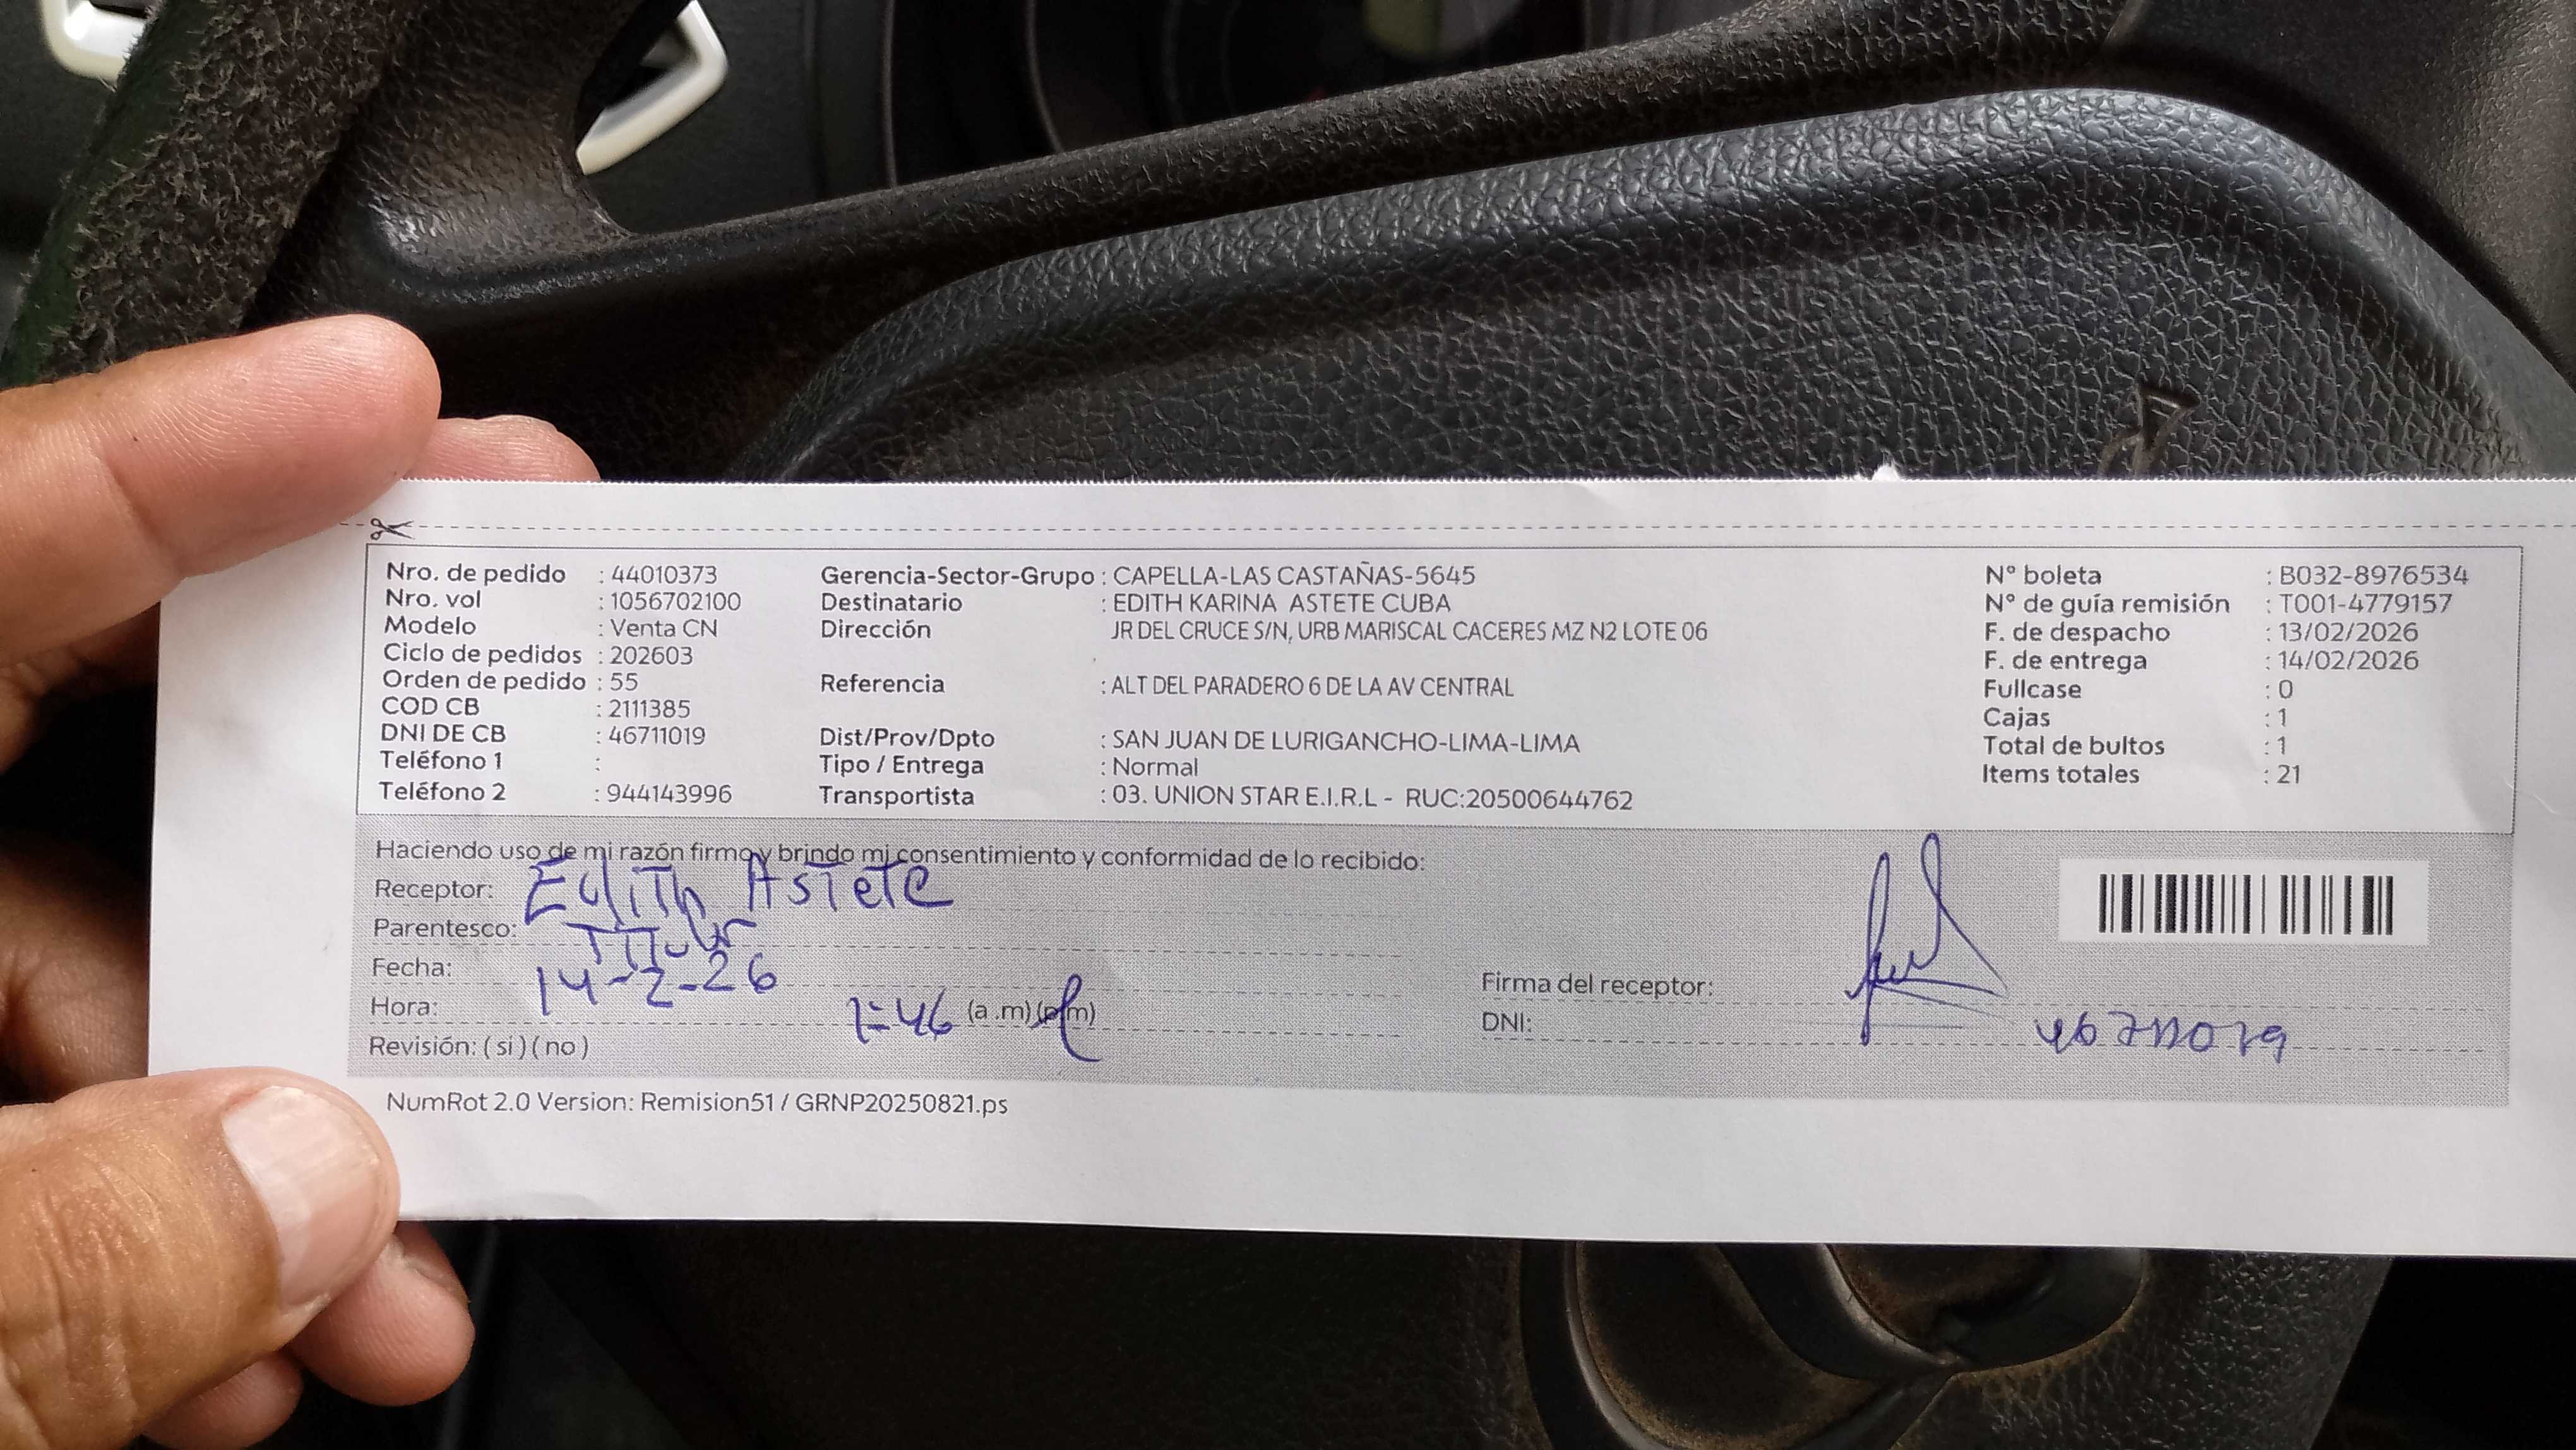 Nro. de pedido : 44010373
Nro. vol : 1056702100
Modelo : Venta CN
Ciclo de pedidos : 202603
Orden de pedido : 55
COD CB : 2111385
DNI DE CB : 46711019
Teléfono 1 :
Teléfono 2 : 944143996
Gerencia-Sector-Grupo : CAPELLA-LAS CASTAÑAS-5645
Destinatario : EDITH KARINA ASTETE CUBA
Dirección JR DEL CRUCE S/N, URB MARISCAL CACERES MZ N2 LOTE 06
Referencia : ALT DEL PARADERO 6 DE LA AV CENTRAL
Dist/Prov/Dpto : SAN JUAN DE LURIGANCHO-LIMA-LIMA
Tipo / Entrega : Normal
Transportista : 03. UNION STAR E.I.R.L - RUC:20500644762
N° boleta : B032-8976534
N° de guía remisión : T001-4779157
F. de despacho : 13/02/2026
F. de entrega : 14/02/2026
Fullcase : 0
Cajas : 1
Total de bultos : 1
Items totales : 21
Haciendo uso de mi razón firmo y brindo mi consentimiento y conformidad de lo recibido:
Receptor: Edith Astete
Parentesco: Titular
Fecha: 14-2-26
Hora: 1=46 (a .m) (p.m)
Revisión: ( si ) ( no )
Firma del receptor:
DNI: 46711019
NumRot 2.0 Version: Remision51 / GRNP20250821.ps